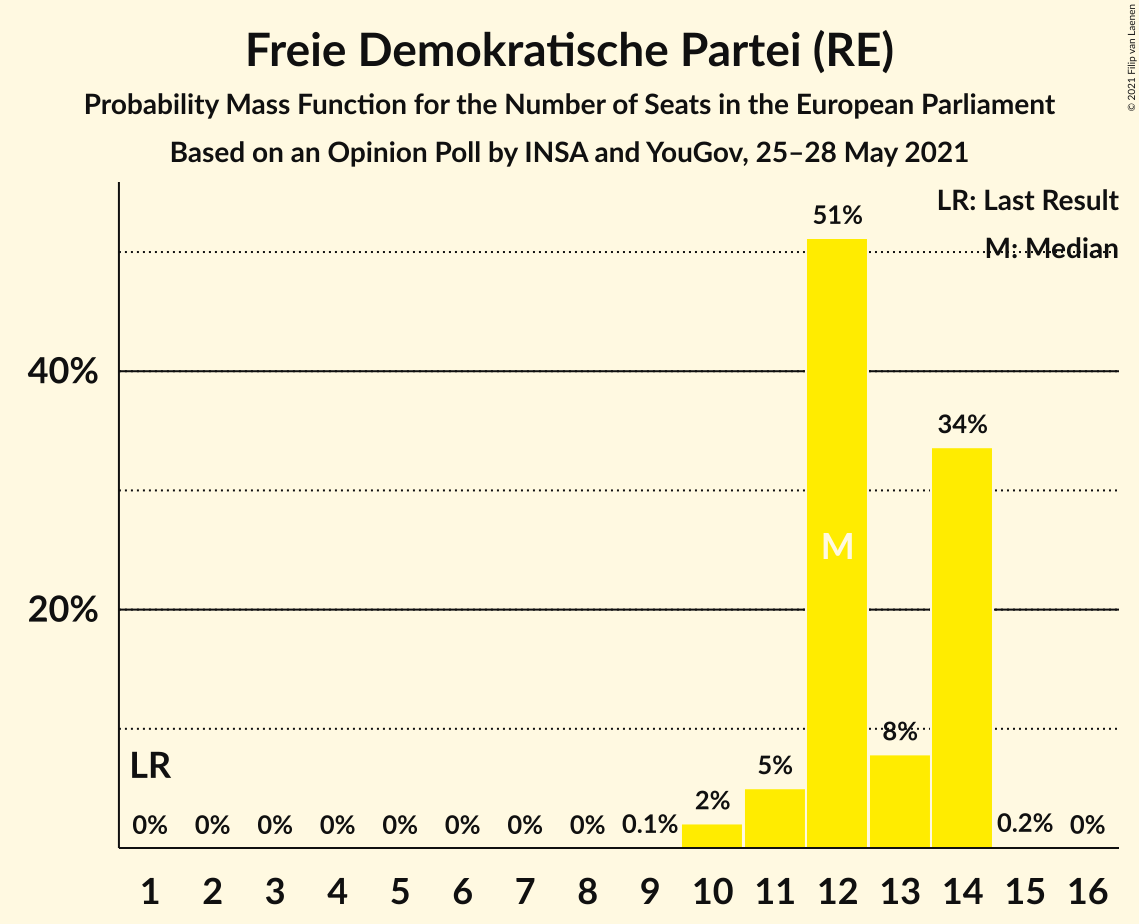 Freie Demokratische Partei (RE)
Probability Mass Function for the Number of Seats in the European Parliament
Based on an Opinion Poll by INSA and YouGov, 25–28 May 2021
© 2021 Filip van Laenen
LR: Last Result
M: Median
51%
40%
34%
M
20%
8%
LR
5%
2%
0% 0% 0% 0% 0% 0% 0% 0% 0.1% 0.2% 0%
1 2 3 4 5 6 7 8 9 10 11 12 13 14 15 16